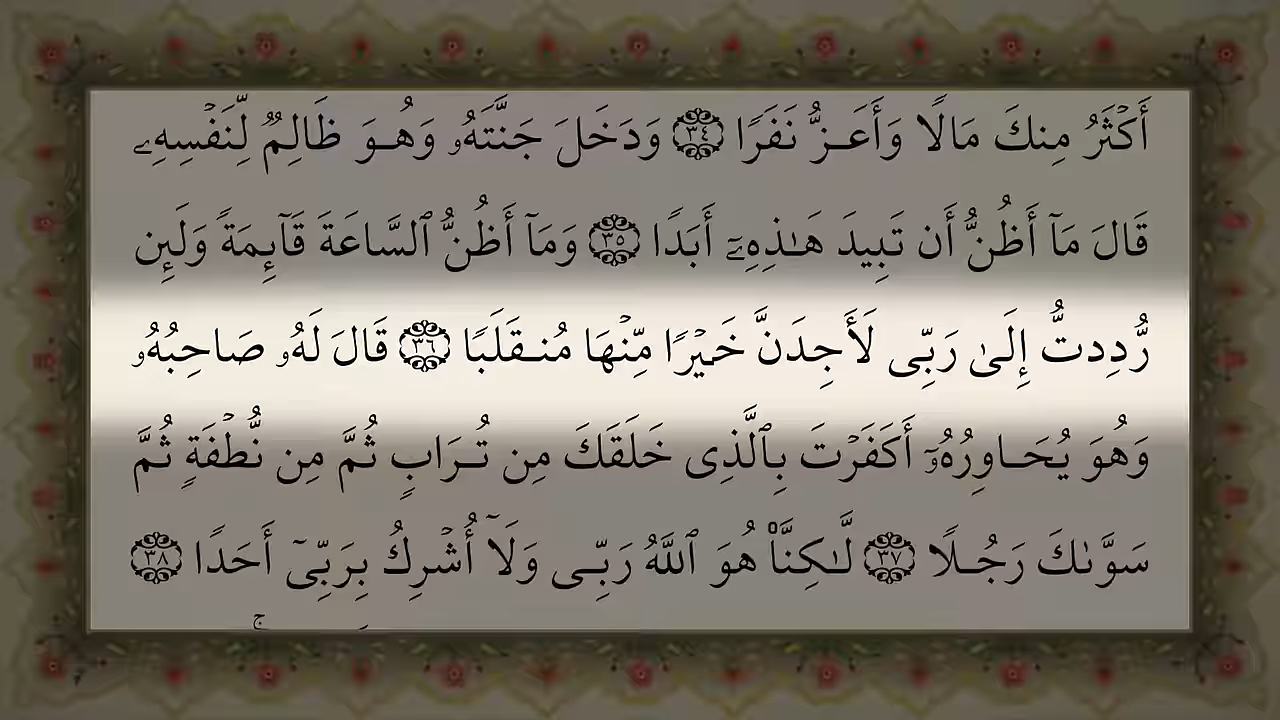 أَكۡثَرُ مِنكَ مَالٗا وَأَعَزُّ نَفَرٗا ٣٤ وَدَخَلَ جَنَّتَهُۥ وَهُوَ ظَالِمٞ لِّنَفۡسِهِۦ
قَالَ مَآ أَظُنُّ أَن تَبِيدَ هَٰذِهِۦٓ أَبَدٗا ٣٥ وَمَآ أَظُنُّ ٱلسَّاعَةَ قَآئِمَةٗ وَلَئِن
رُّدِدتُّ إِلَىٰ رَبِّي لَأَجِدَنَّ خَيۡرٗا مِّنۡهَا مُنقَلَبٗا ٣٦ قَالَ لَهُۥ صَاحِبُهُۥ
وَهُوَ يُحَاوِرُهُۥٓ أَكَفَرۡتَ بِٱلَّذِي خَلَقَكَ مِن تُرَابٖ ثُمَّ مِن نُّطۡفَةٖ ثُمَّ
سَوَّىٰكَ رَجُلٗا ٣٧ لَّٰكِنَّا۠ هُوَ ٱللَّهُ رَبِّي وَلَآ أُشۡرِكُ بِرَبِّيٓ أَحَدٗا ٣٨